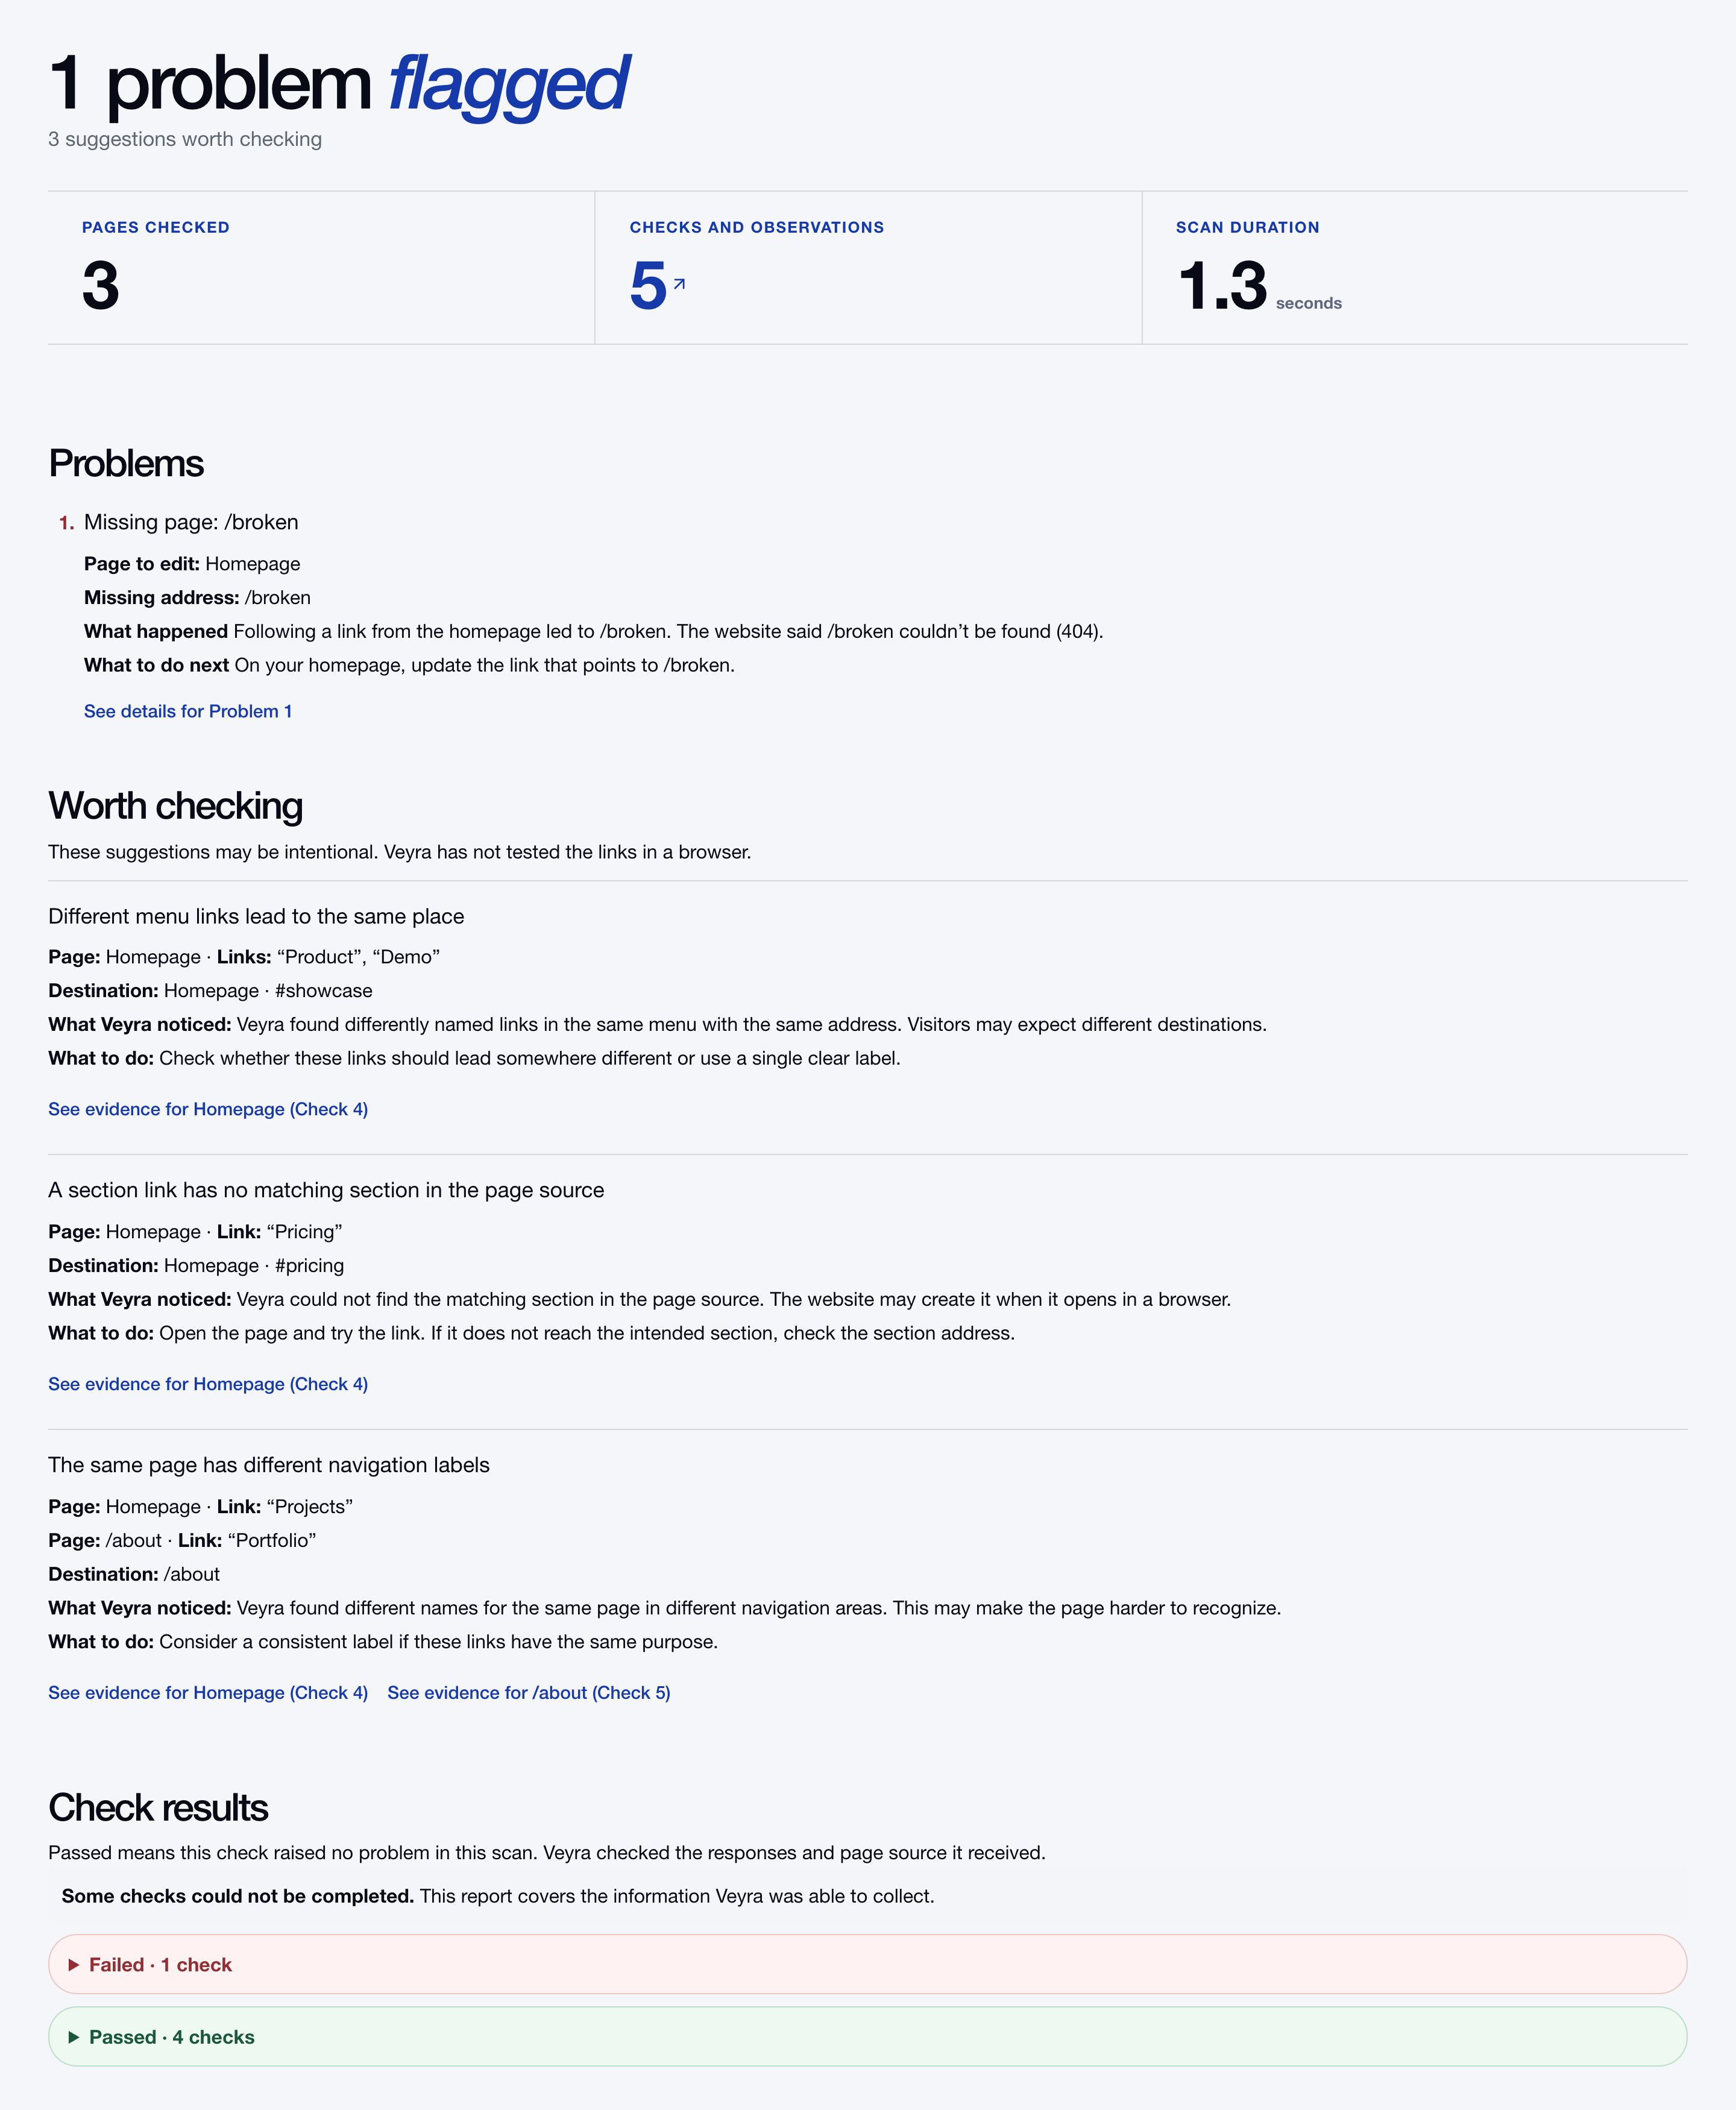 1 problem flagged
3 suggestions worth checking
PAGES CHECKED
3
CHECKS AND OBSERVATIONS
5
SCAN DURATION
1.3 seconds
Problems
1. Missing page: /broken
Page to edit: Homepage
Missing address: /broken
What happened Following a link from the homepage led to /broken. The website said /broken couldn’t be found (404).
What to do next On your homepage, update the link that points to /broken.
See details for Problem 1
Worth checking
These suggestions may be intentional. Veyra has not tested the links in a browser.
Different menu links lead to the same place
Page: Homepage · Links: “Product”, “Demo”
Destination: Homepage · #showcase
What Veyra noticed: Veyra found differently named links in the same menu with the same address. Visitors may expect different destinations.
What to do: Check whether these links should lead somewhere different or use a single clear label.
See evidence for Homepage (Check 4)
A section link has no matching section in the page source
Page: Homepage · Link: “Pricing”
Destination: Homepage · #pricing
What Veyra noticed: Veyra could not find the matching section in the page source. The website may create it when it opens in a browser.
What to do: Open the page and try the link. If it does not reach the intended section, check the section address.
See evidence for Homepage (Check 4)
The same page has different navigation labels
Page: Homepage · Link: “Projects”
Page: /about · Link: “Portfolio”
Destination: /about
What Veyra noticed: Veyra found different names for the same page in different navigation areas. This may make the page harder to recognize.
What to do: Consider a consistent label if these links have the same purpose.
See evidence for Homepage (Check 4) See evidence for /about (Check 5)
Check results
Passed means this check raised no problem in this scan. Veyra checked the responses and page source it received.
Some checks could not be completed. This report covers the information Veyra was able to collect.
Failed · 1 check
Passed · 4 checks